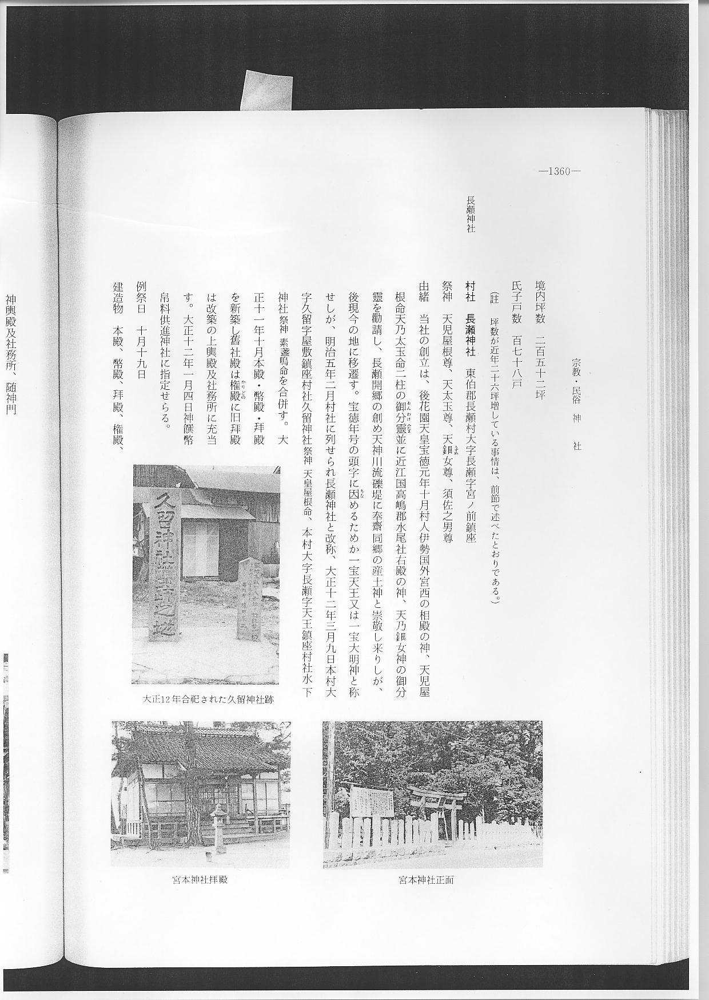 ―1360―
宗教・民俗　神　社
長瀬神社
境内坪数　二百五十二坪
氏子戸数　百七十八戸
（註　坪数が近年二十六坪増している事情は、前節で述べたとおりである。）
村社　長瀬神社　東伯郡長瀬村大字長瀬字宮ノ前鎮座
祭神　天児屋根尊、天太玉尊、天鈿女尊、須佐之男尊
由緒　当社の創立は、後花園天皇宝徳元年十月村人伊勢国外宮西の相殿の神、天児屋
根命天乃太玉命二柱の御分靈並に近江国高嶋郡水尾社右殿の神、天乃鈿女神の御分
靈を勸請し、長瀬開郷の創め天神川流礫堤に奉齋同郷の産土神と崇敬し来りしが、
後現今の地に移遷す。宝徳年号の頭字に因めるためか一宝天王又は一宝大明神と称
せしが、明治五年二月村社に列せられ長瀬神社と改称、大正十二年三月九日本村大
字久留字屋敷鎮座村社久留神社祭神 天皇屋根命、本村大字長瀬字天王鎮座村社水下
神社祭神 素盞嗚命を合併す。大
正十一年十月本殿・幣殿・拜殿
を新築し舊社殿は権殿に旧拜殿
は改築の上興殿及社務所に充当
す。大正十二年一月四日神饌幣
帛料供進神社に指定せらる。
例祭日　十月十九日
建造物　本殿、幣殿、拜殿、権殿、
久留神社舊跡之地
大正12年合祀された久留神社跡
宮本神社拝殿
宮本神社正面
神輿殿及社務所、随神門